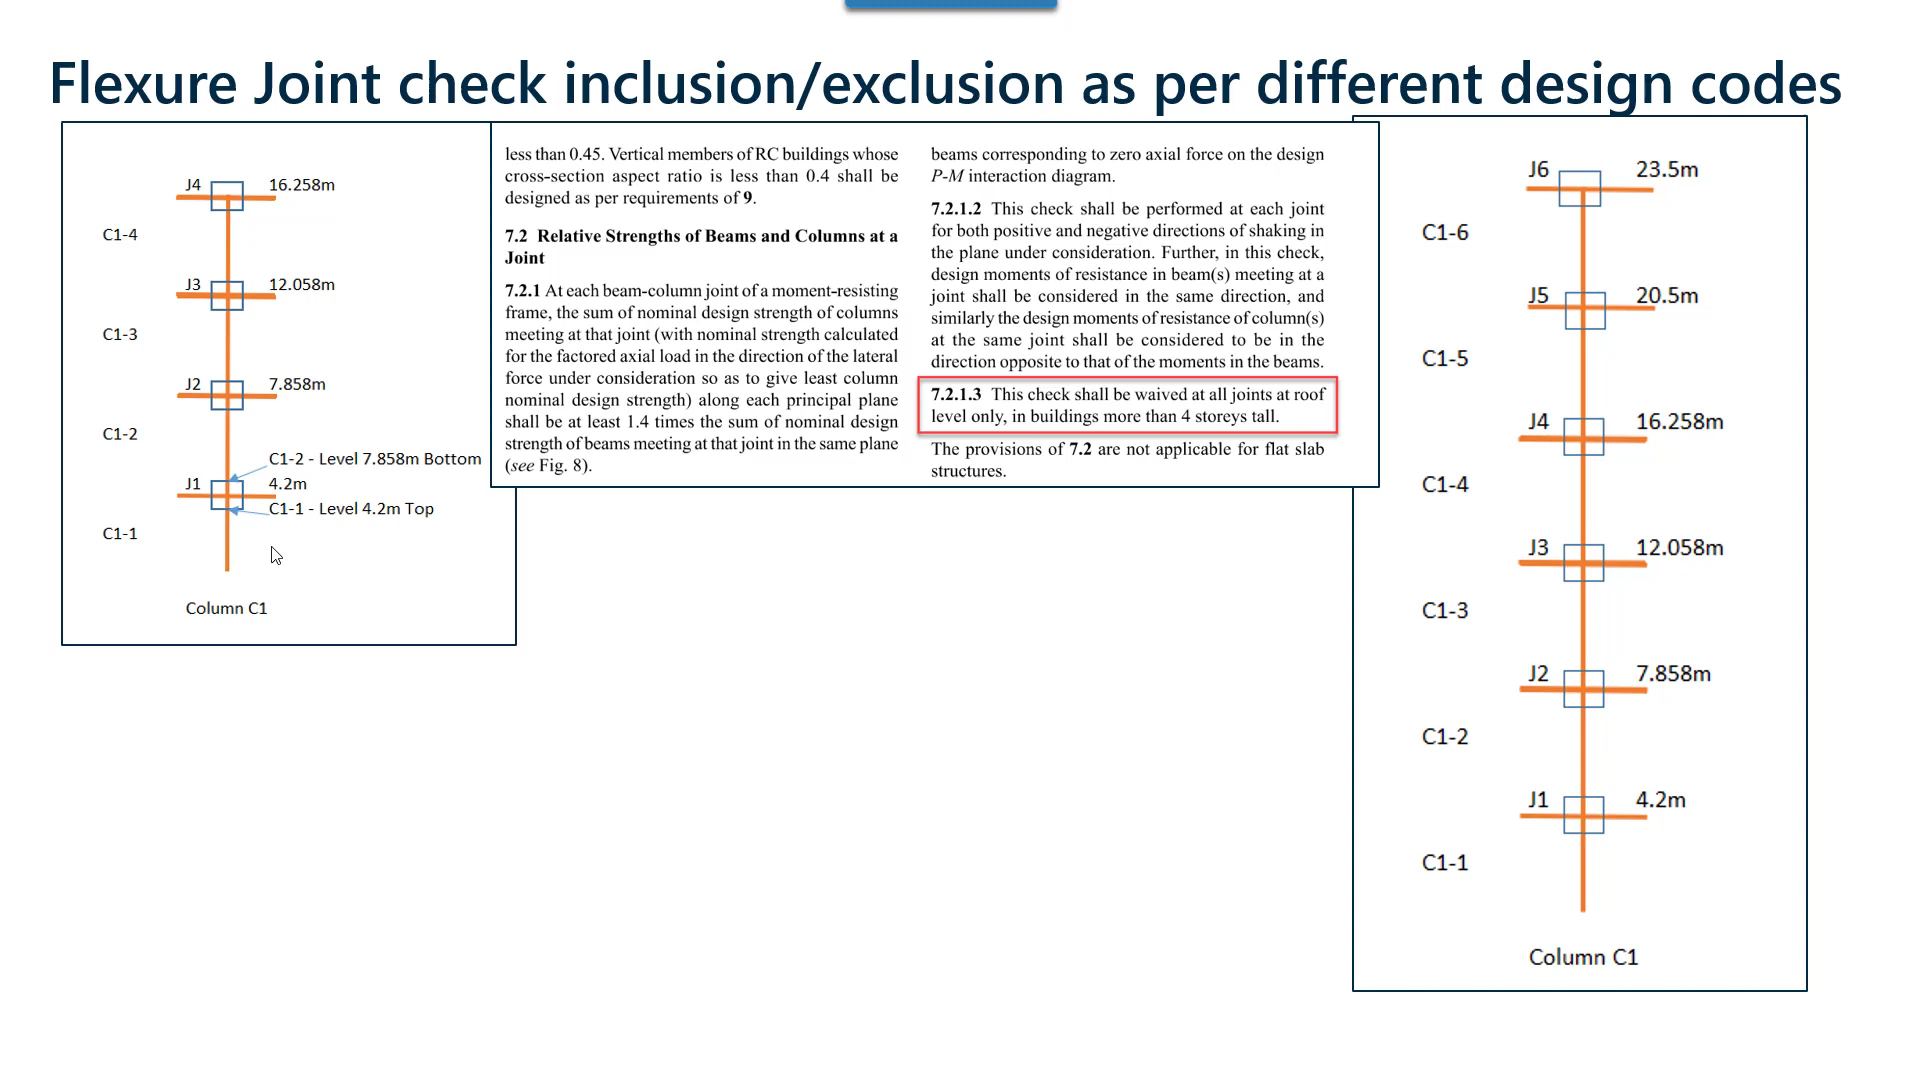 Flexure Joint check inclusion/exclusion as per different design codes
J4 16.258m
C1-4
J3 12.058m
C1-3
J2 7.858m
C1-2
C1-2 - Level 7.858m Bottom
J1 4.2m
C1-1 - Level 4.2m Top
C1-1
Column C1
less than 0.45. Vertical members of RC buildings whose
cross-section aspect ratio is less than 0.4 shall be
designed as per requirements of 9.
7.2 Relative Strengths of Beams and Columns at a
Joint
7.2.1 At each beam-column joint of a moment-resisting
frame, the sum of nominal design strength of columns
meeting at that joint (with nominal strength calculated
for the factored axial load in the direction of the lateral
force under consideration so as to give least column
nominal design strength) along each principal plane
shall be at least 1.4 times the sum of nominal design
strength of beams meeting at that joint in the same plane
(see Fig. 8).
beams corresponding to zero axial force on the design
P-M interaction diagram.
7.2.1.2 This check shall be performed at each joint
for both positive and negative directions of shaking in
the plane under consideration. Further, in this check,
design moments of resistance in beam(s) meeting at a
joint shall be considered in the same direction, and
similarly the design moments of resistance of column(s)
at the same joint shall be considered to be in the
direction opposite to that of the moments in the beams.
7.2.1.3 This check shall be waived at all joints at roof
level only, in buildings more than 4 storeys tall.
The provisions of 7.2 are not applicable for flat slab
structures.
J6 23.5m
C1-6
J5 20.5m
C1-5
J4 16.258m
C1-4
J3 12.058m
C1-3
J2 7.858m
C1-2
J1 4.2m
C1-1
Column C1